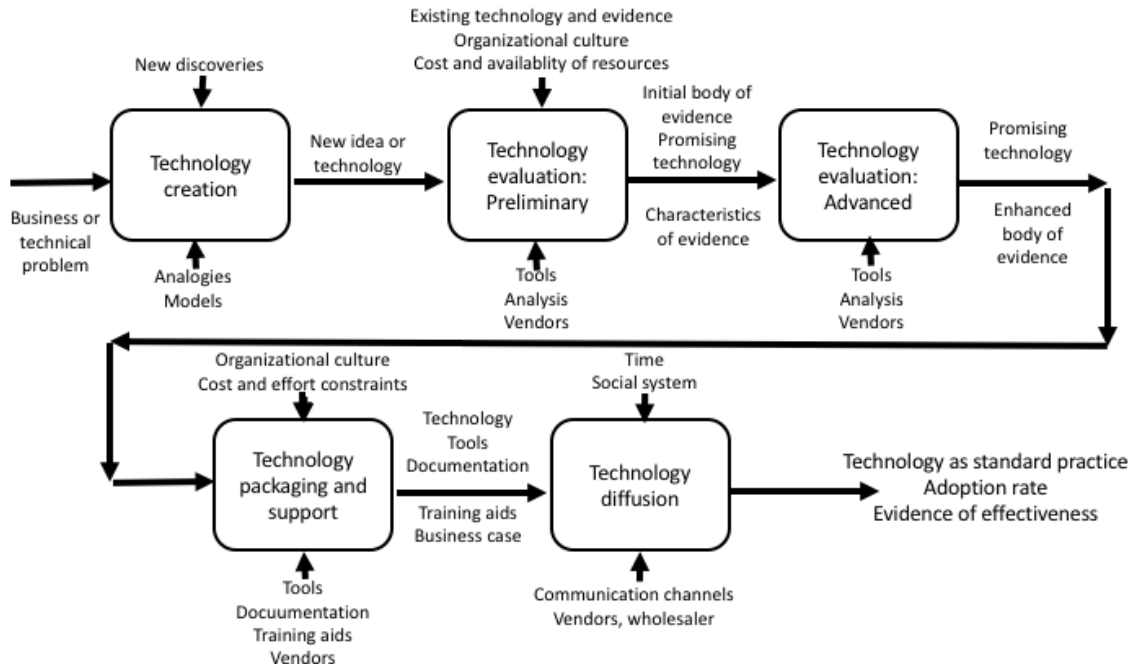 New discoveries
Existing technology and evidence
Organizational culture
Cost and availablity of resources
Business or
technical
problem
Technology
creation
Analogies
Models
New idea or
technology
Technology
evaluation:
Preliminary
Tools
Analysis
Vendors
Initial body of
evidence
Promising
technology
Characteristics
of evidence
Technology
evaluation:
Advanced
Tools
Analysis
Vendors
Promising
technology
Enhanced
body of
evidence
Organizational culture
Cost and effort constraints
Technology
packaging and
support
Tools
Docuumentation
Training aids
Vendors
Technology
Tools
Documentation
Training aids
Business case
Time
Social system
Technology
diffusion
Communication channels
Vendors, wholesaler
Technology as standard practice
Adoption rate
Evidence of effectiveness